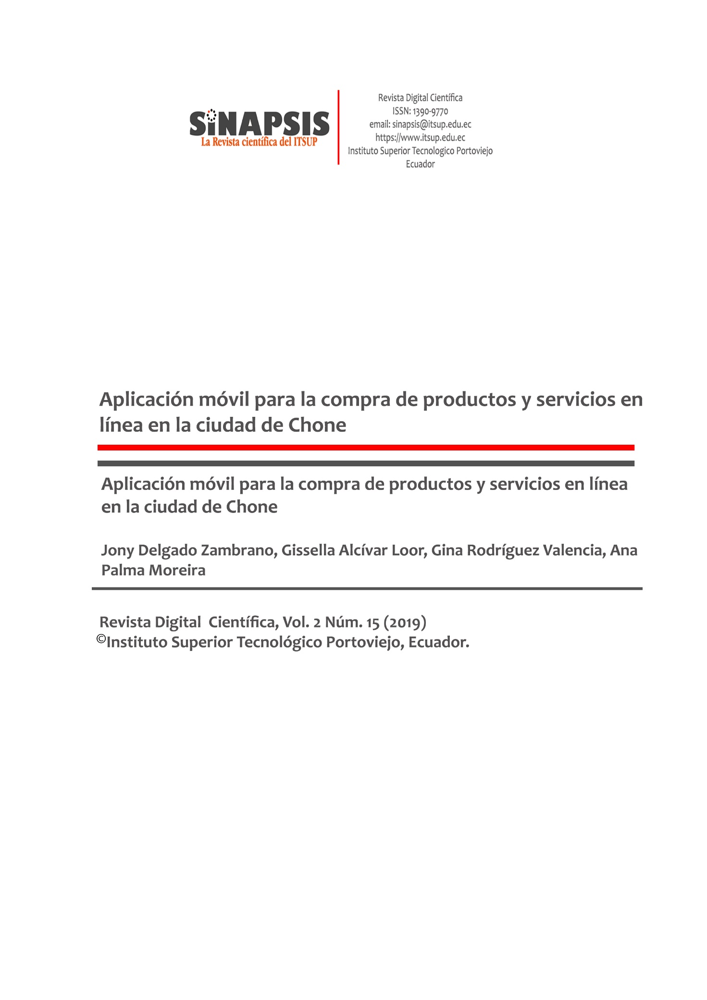 SiNAPSIS
La Revista científica del ITSUP
Revista Digital Científica
ISSN: 1390-9770
email: sinapsis@itsup.edu.ec
https://www.itsup.edu.ec
Instituto Superior Tecnologico Portoviejo
Ecuador
Aplicación móvil para la compra de productos y servicios en
línea en la ciudad de Chone
Aplicación móvil para la compra de productos y servicios en línea
en la ciudad de Chone
Jony Delgado Zambrano, Gissella Alcívar Loor, Gina Rodríguez Valencia, Ana
Palma Moreira
Revista Digital Científica, Vol. 2 Núm. 15 (2019)
©Instituto Superior Tecnológico Portoviejo, Ecuador.